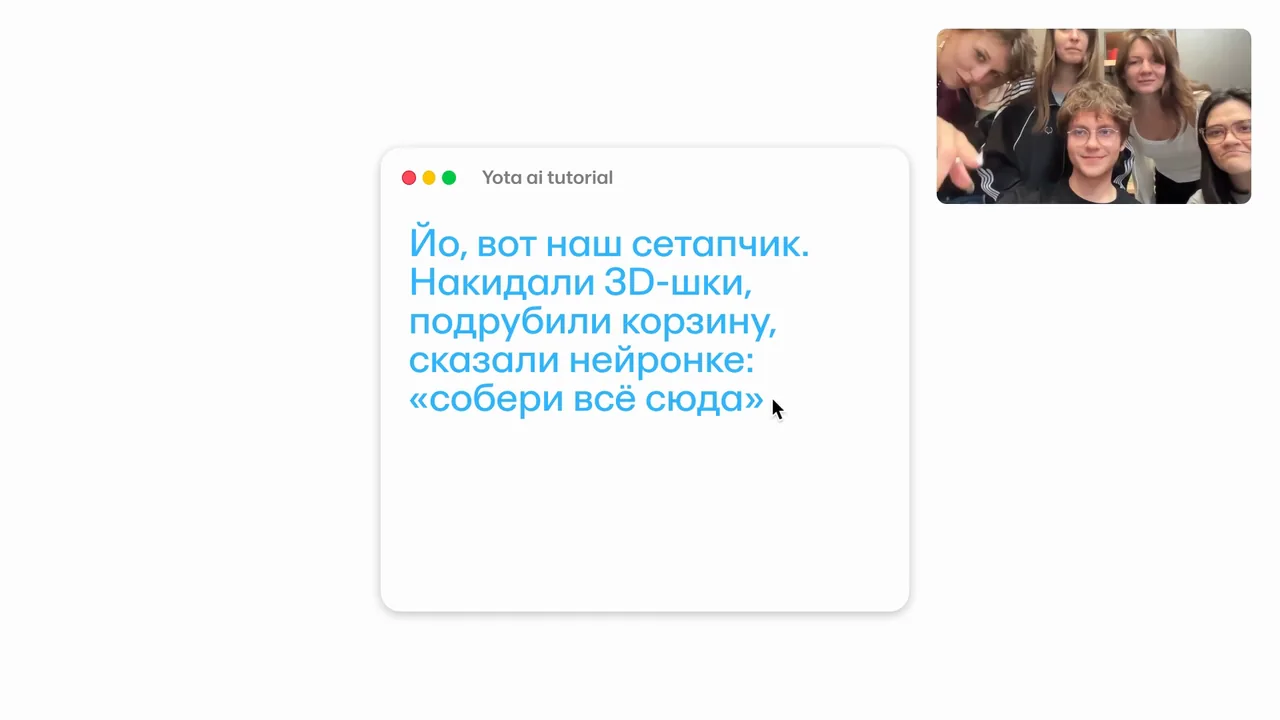 Yota ai tutorial
Йо, вот наш сетапчик.
Накидали 3D-шки,
подрубили корзину,
сказали нейронке:
«собери всё сюда»